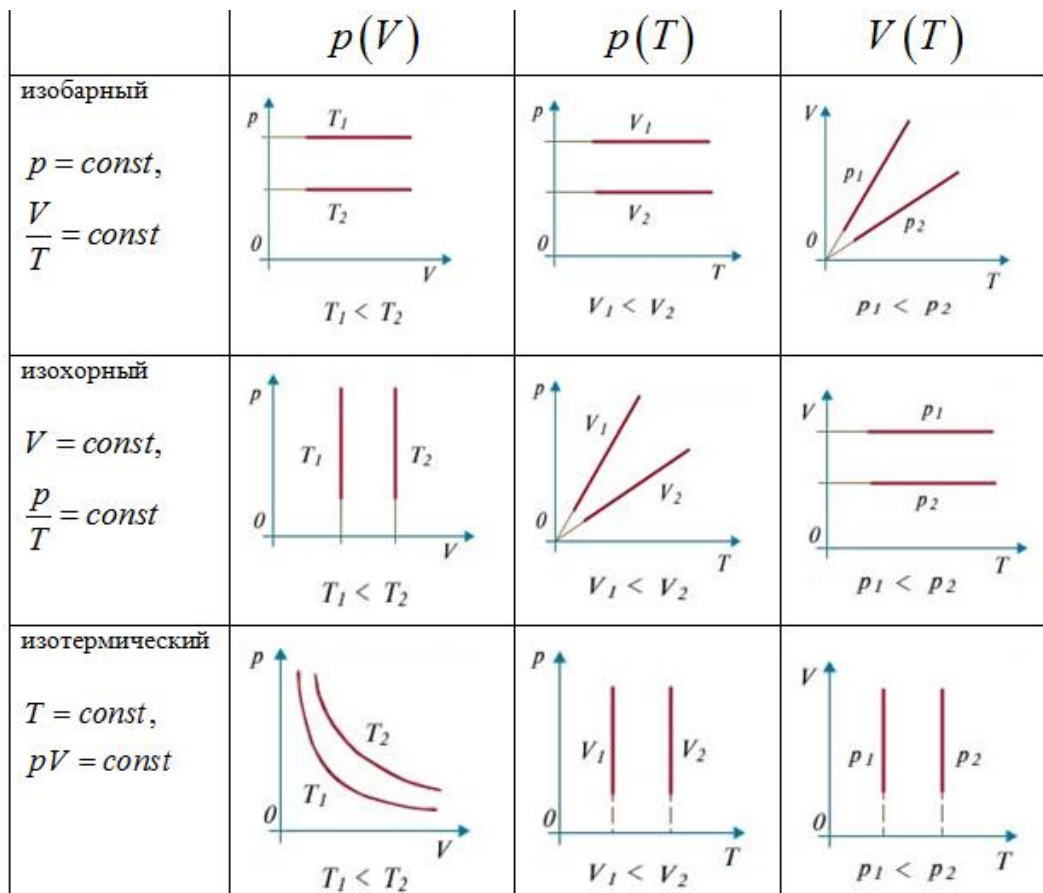 p(V) p(T) V(T)
изобарный
p = const,
V/T = const
p T₁ T₂ 0 V
T₁ < T₂
p V₁ V₂ 0 T
V₁ < V₂
V p₁ p₂ 0 T
p₁ < p₂
изохорный
V = const,
p/T = const
p T₁ T₂ 0 V
T₁ < T₂
p V₁ V₂ 0 T
V₁ < V₂
V p₁ p₂ 0 T
p₁ < p₂
изотермический
T = const,
pV = const
p T₂ T₁ 0 V
T₁ < T₂
p V₁ V₂ 0 T
V₁ < V₂
V p₁ p₂ 0 T
p₁ < p₂